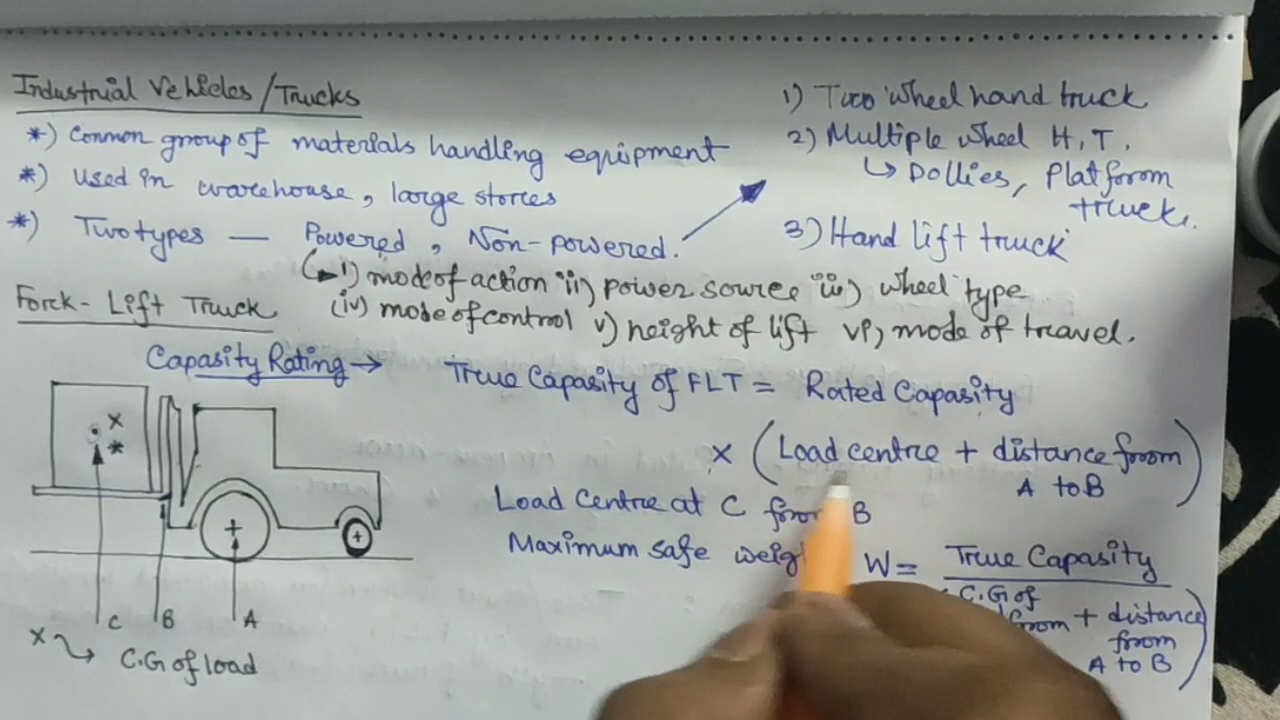 Industrial Vehicles/Trucks
*) Common group of materials handling equipment
*) Used in warehouse, large stores
*) Two types — Powered, Non-powered.
1) Two wheel hand truck
2) Multiple wheel H.T.
↳ Dollies, Platform
truck.
3) Hand lift truck
i) mode of action ii) power source iii) wheel type
(iv) mode of control v) height of lift vi) mode of travel.
Fork-Lift Truck
Capasity Rating →
True Capasity of FLT = Rated Capasity
× (Load centre + distance from
A to B)
Load Centre at C from B
Maximum safe weight W = True Capasity
C.G of
from + distance
from
A to B)
x
*
+
+
C B A
x ↝ C.G of load